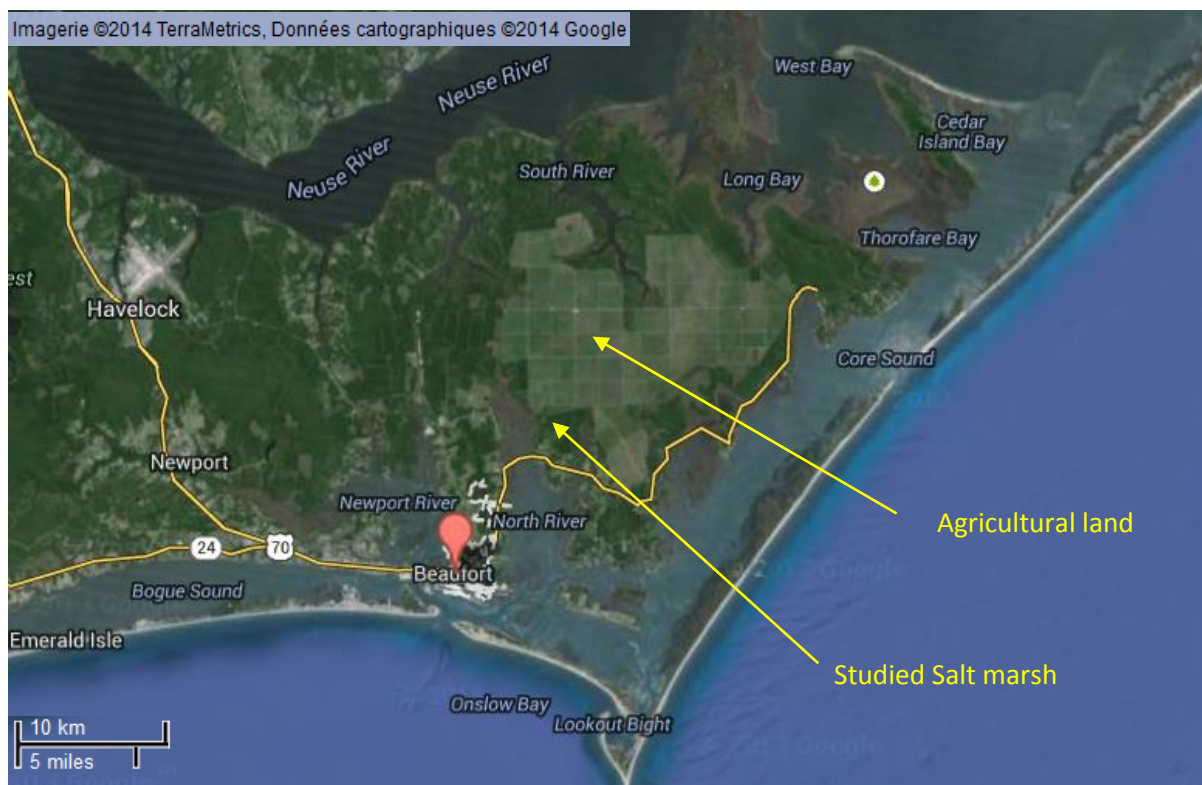 Imagerie ©2014 TerraMetrics, Données cartographiques ©2014 Google
West Bay
Neuse River
Cedar
Island Bay
Neuse River
South River
Long Bay
Thorofare Bay
est
Havelock
Core Sound
Newport
Newport River
North River
Agricultural land
24
70
Beaufort
Bogue Sound
Emerald Isle
Studied Salt marsh
Onslow Bay
Lookout Bight
10 km
5 miles